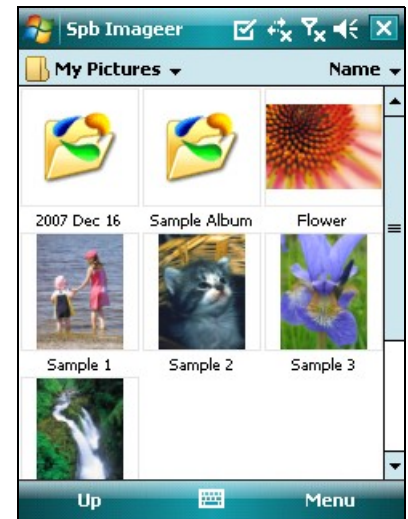 Spb Imageer
My Pictures Name
2007 Dec 16 Sample Album Flower
Sample 1 Sample 2 Sample 3
Up Menu